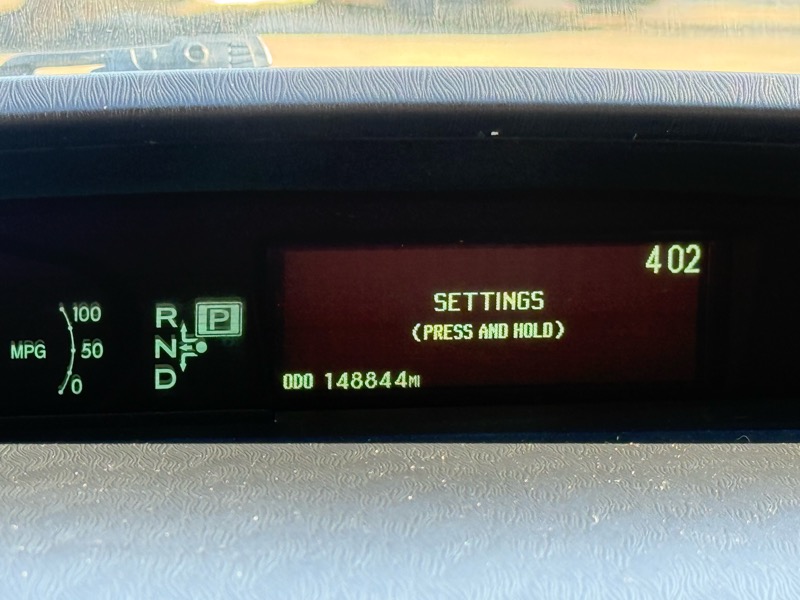 402
SETTINGS
(PRESS AND HOLD)
ODO 148844MI
MPG
100
50
0
R
P
N
D